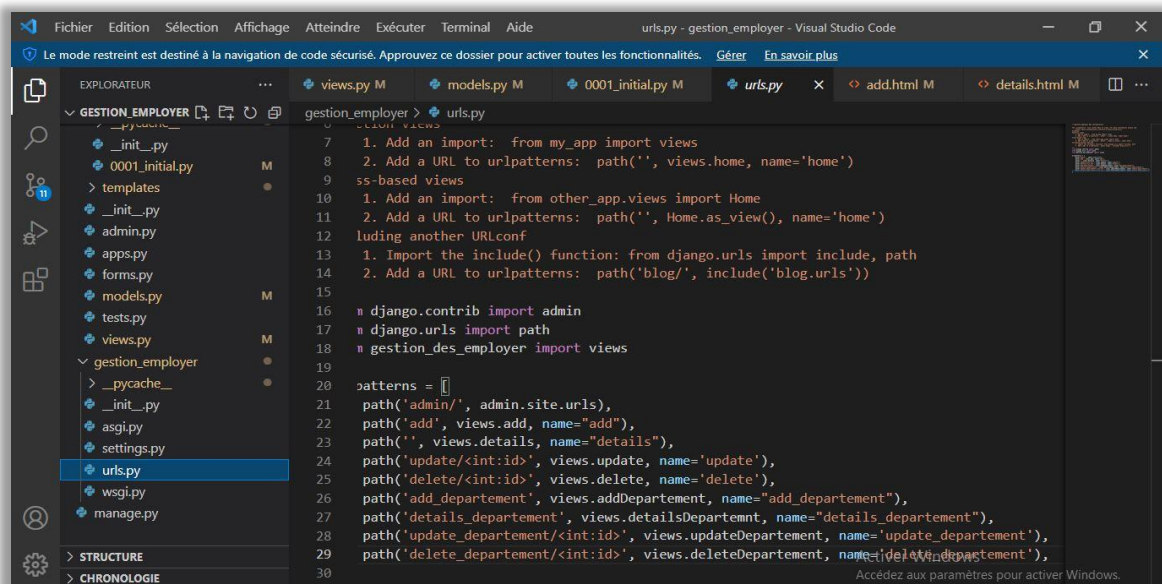 Fichier Edition Sélection Affichage Atteindre Exécuter Terminal Aide urls.py - gestion_employer - Visual Studio Code
Le mode restreint est destiné à la navigation de code sécurisé. Approuvez ce dossier pour activer toutes les fonctionnalités. Gérer En savoir plus
EXPLORATEUR ... views.py M models.py M 0001_initial.py M urls.py add.html M details.html M ...
GESTION_EMPLOYER gestion_employer > urls.py
__pycache__
__init__.py
0001_initial.py M
templates
__init__.py
admin.py
apps.py
forms.py
models.py M
tests.py
views.py M
gestion_employer
__pycache__
__init__.py
asgi.py
settings.py
urls.py
wsgi.py
manage.py
STRUCTURE
CHRONOLOGIE
11
6 ction views
7 1. Add an import: from my_app import views
8 2. Add a URL to urlpatterns: path('', views.home, name='home')
9 ss-based views
10 1. Add an import: from other_app.views import Home
11 2. Add a URL to urlpatterns: path('', Home.as_view(), name='home')
12 luding another URLconf
13 1. Import the include() function: from django.urls import include, path
14 2. Add a URL to urlpatterns: path('blog/', include('blog.urls'))
15
16 m django.contrib import admin
17 m django.urls import path
18 m gestion_des_employer import views
19
20 patterns = [
21 path('admin/', admin.site.urls),
22 path('add', views.add, name="add"),
23 path('', views.details, name="details"),
24 path('update/<int:id>', views.update, name='update'),
25 path('delete/<int:id>', views.delete, name='delete'),
26 path('add_departement', views.addDepartement, name="add_departement"),
27 path('details_departement', views.detailsDepartemnt, name="details_departement"),
28 path('update_departement/<int:id>', views.updateDepartement, name='update_departement'),
29 path('delete_departement/<int:id>', views.deleteDepartement, name='delete_departement'),
30
Activer Windows
Accédez aux paramètres pour activer Windows.